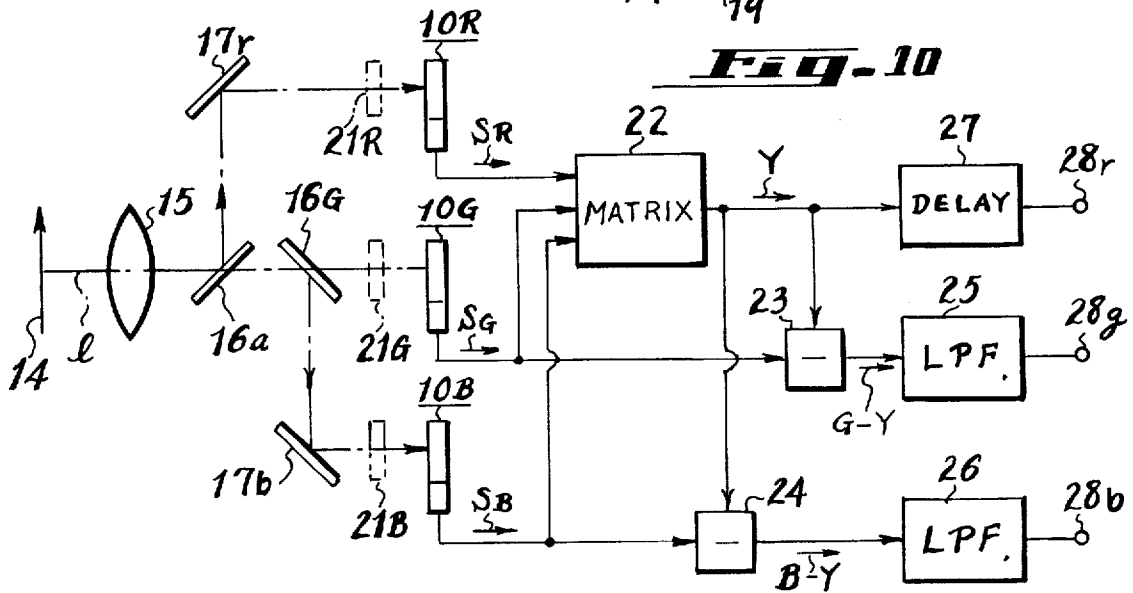 19
Fig. 10
17r
10R
21R
SR
22
MATRIX
Y
27
DELAY
28r
15
16G
10G
14
l
16a
21G
SG
23
25
LPF.
28g
G-Y
10B
17b
21B
SB
24
26
LPF.
28b
B-Y